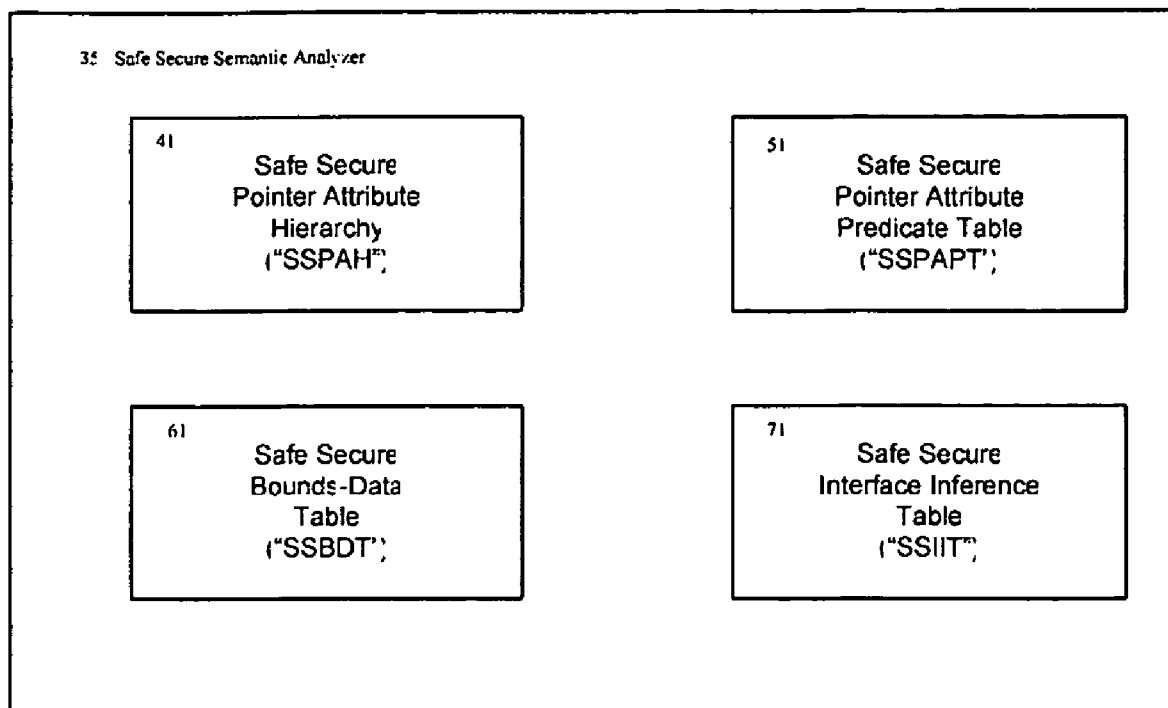 35 Safe Secure Semantic Analyzer
41
Safe Secure
Pointer Attribute
Hierarchy
("SSPAH")
51
Safe Secure
Pointer Attribute
Predicate Table
("SSPAPT")
61
Safe Secure
Bounds-Data
Table
("SSBDT")
71
Safe Secure
Interface Inference
Table
("SSIIT")